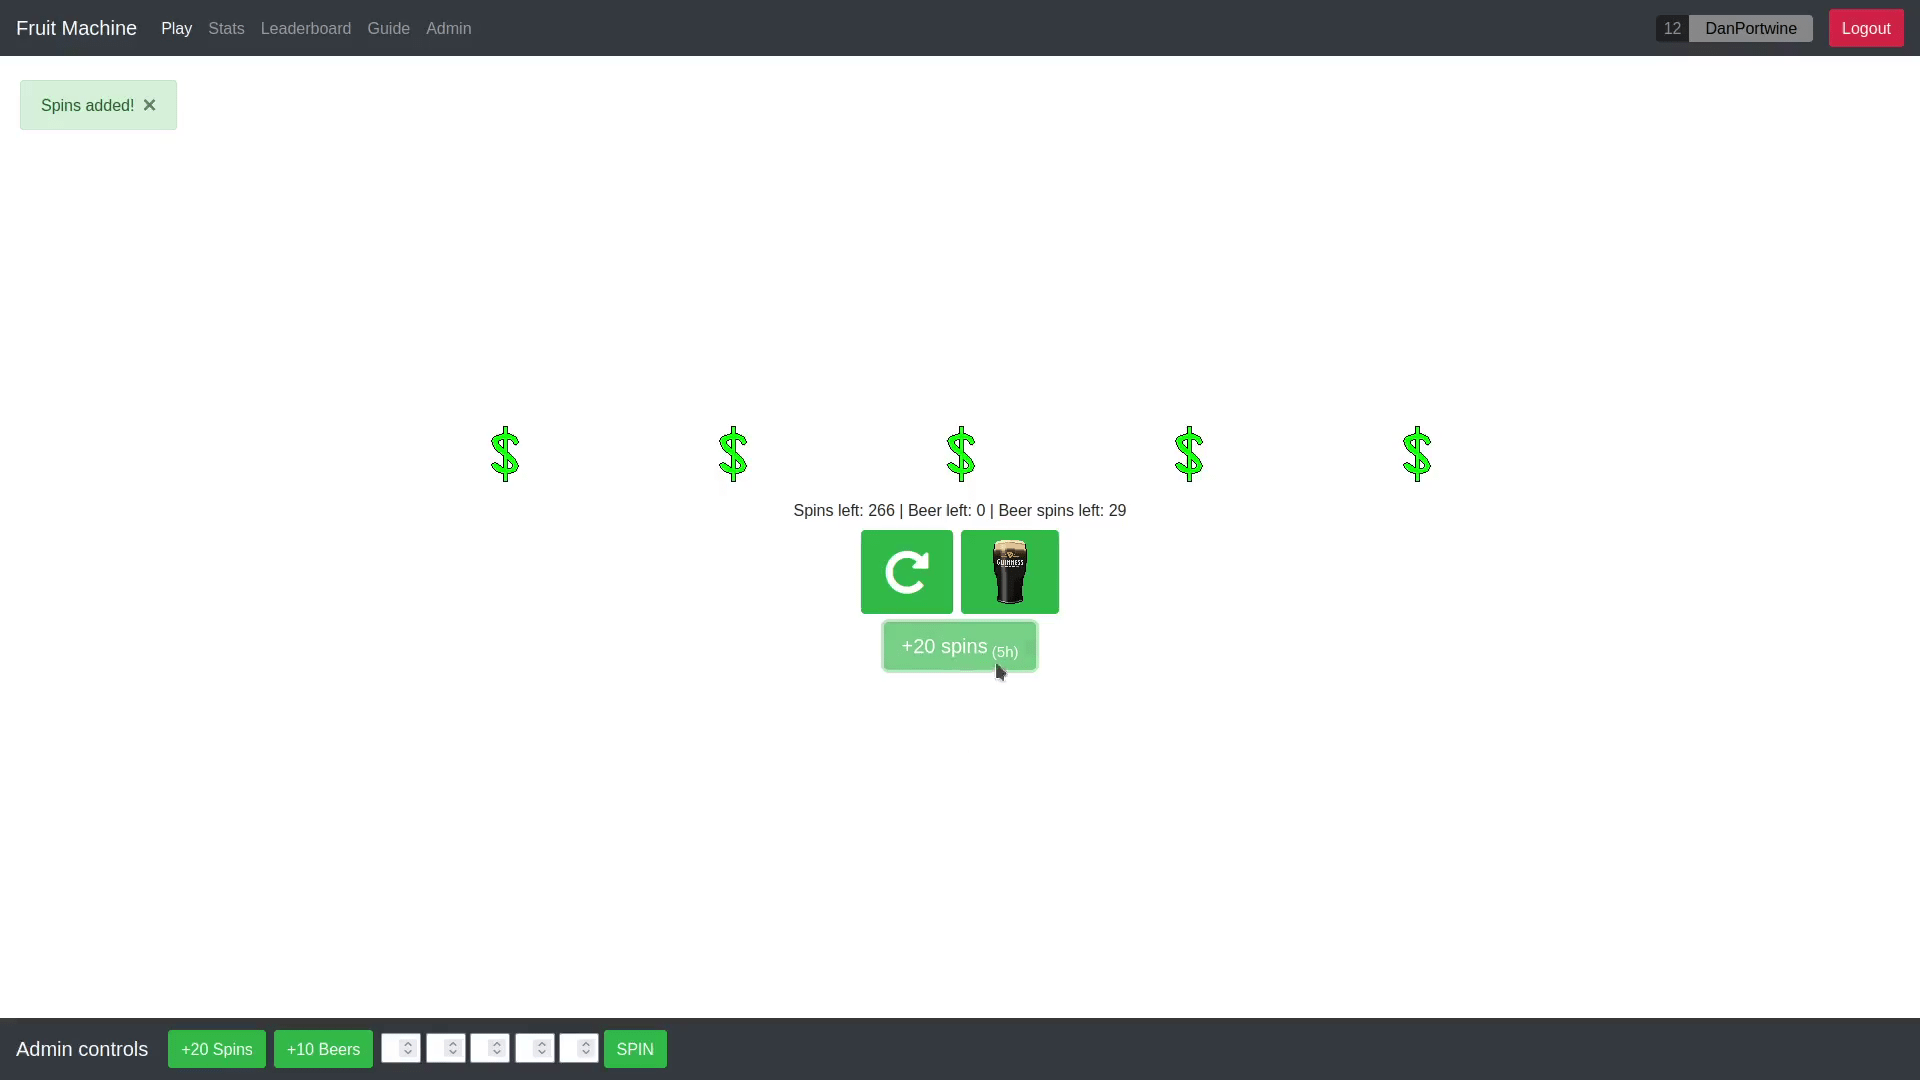 Fruit Machine Play Stats Leaderboard Guide Admin 12 DanPortwine Logout
Spins added! ×
$ $ $ $ $
Spins left: 266 | Beer left: 0 | Beer spins left: 29
GUINNESS
+20 spins (5h)
Admin controls +20 Spins +10 Beers SPIN